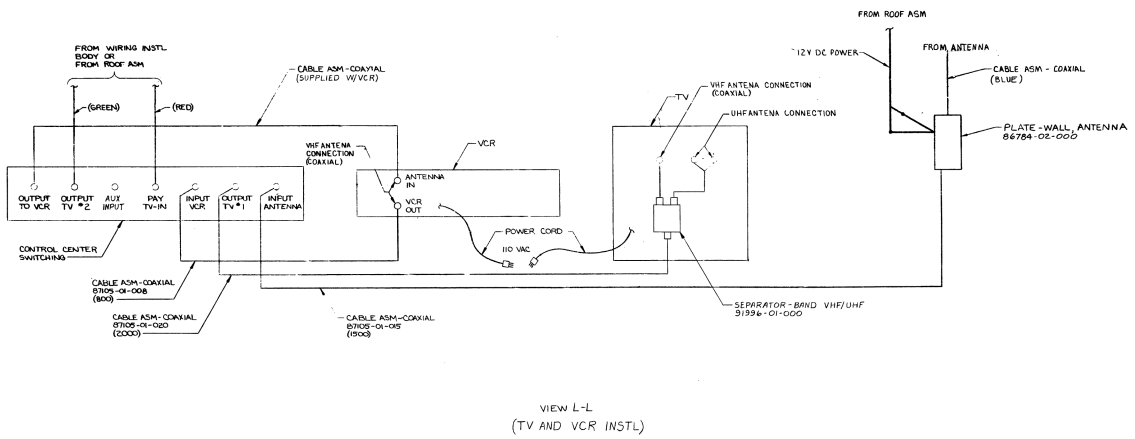 FROM ROOF ASM
FROM WIRING INSTL
BODY OR
FROM ROOF ASM
12V DC POWER
FROM ANTENNA
CABLE ASM - COAXIAL
(BLUE)
CABLE ASM-COAXIAL
(SUPPLIED W/VCR)
TV
VHF ANTENA CONNECTION
(COAXIAL)
UHF ANTENA CONNECTION
(GREEN)
(RED)
PLATE-WALL, ANTENNA
86784-02-000
VHF ANTENA
CONNECTION
(COAXIAL)
VCR
ANTENNA
IN
VCR
OUT
OUTPUT
TO VCR
OUTPUT
TV #2
AUX
INPUT
PAY
TV-IN
INPUT
VCR
OUTPUT
TV #1
INPUT
ANTENNA
POWER CORD
110 VAC
CONTROL CENTER
SWITCHING
CABLE ASM-COAXIAL
87105-01-008
(800)
CABLE ASM-COAXIAL
87105-01-020
(2000)
CABLE ASM-COAXIAL
87105-01-015
(1500)
SEPARATOR-BAND VHF/UHF
91996-01-000
VIEW L-L
(TV AND VCR INSTL)